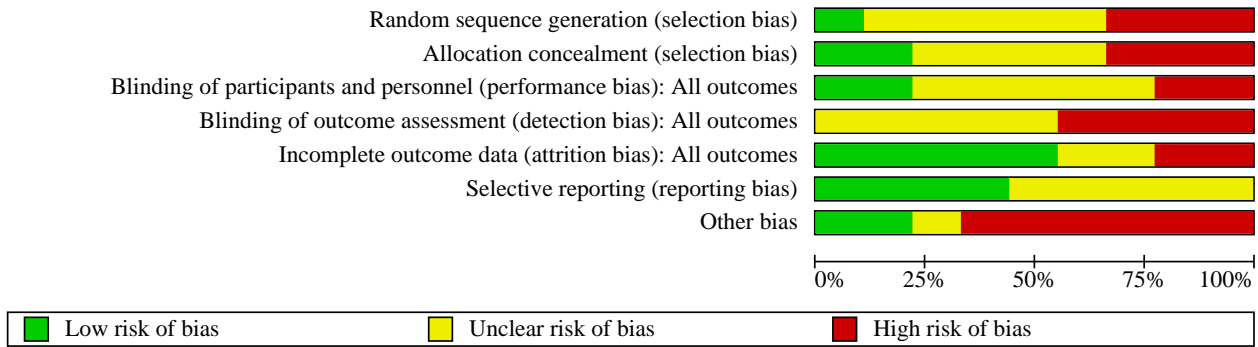 Random sequence generation (selection bias)
Allocation concealment (selection bias)
Blinding of participants and personnel (performance bias): All outcomes
Blinding of outcome assessment (detection bias): All outcomes
Incomplete outcome data (attrition bias): All outcomes
Selective reporting (reporting bias)
Other bias
0% 25% 50% 75% 100%
Low risk of bias Unclear risk of bias High risk of bias